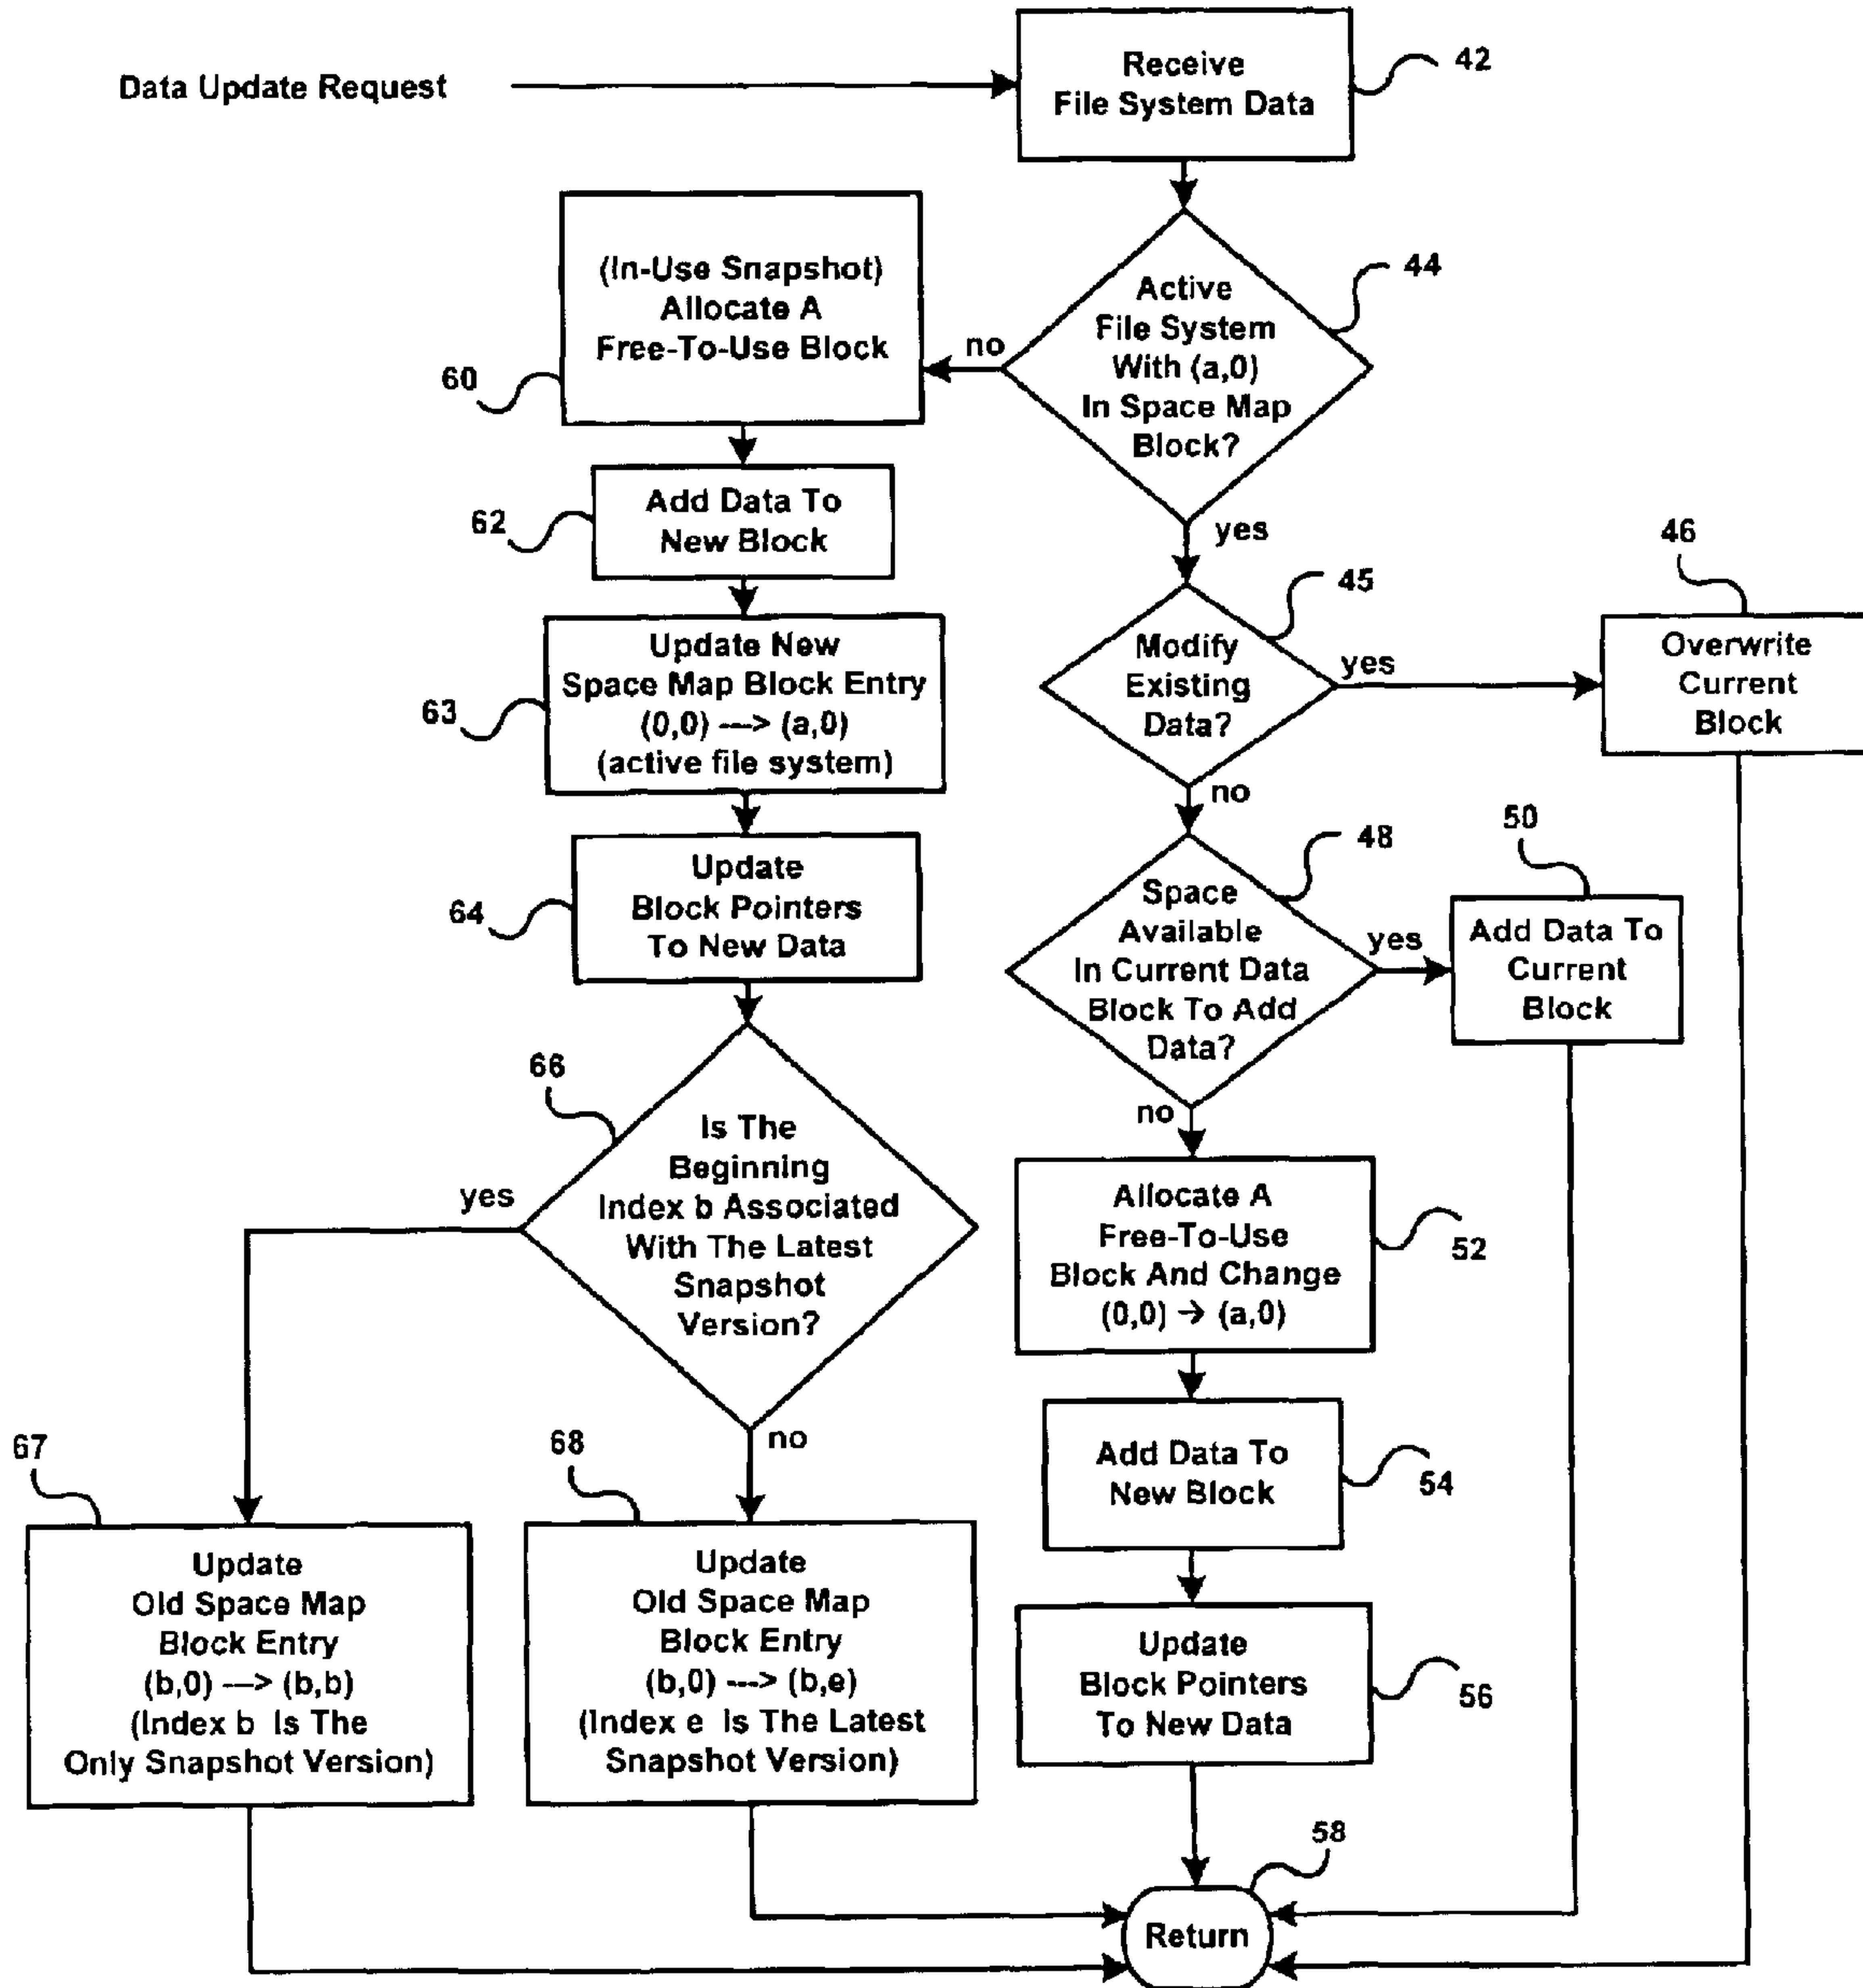 Data Update Request
Receive
File System Data
42
Active
File System
With (a,0)
In Space Map
Block?
44
no
yes
(In-Use Snapshot)
Allocate A
Free-To-Use Block
60
Add Data To
New Block
62
Update New
Space Map Block Entry
(0,0) ---> (a,0)
(active file system)
63
Update
Block Pointers
To New Data
64
Is The
Beginning
Index b Associated
With The Latest
Snapshot
Version?
66
yes
no
Update
Old Space Map
Block Entry
(b,0) ---> (b,b)
(Index b Is The
Only Snapshot Version)
67
Update
Old Space Map
Block Entry
(b,0) ---> (b,e)
(Index e Is The Latest
Snapshot Version)
68
Modify
Existing
Data?
45
yes
no
Overwrite
Current
Block
46
Space
Available
In Current Data
Block To Add
Data?
48
yes
no
Add Data To
Current
Block
50
Allocate A
Free-To-Use
Block And Change
(0,0) → (a,0)
52
Add Data To
New Block
54
Update
Block Pointers
To New Data
56
Return
58